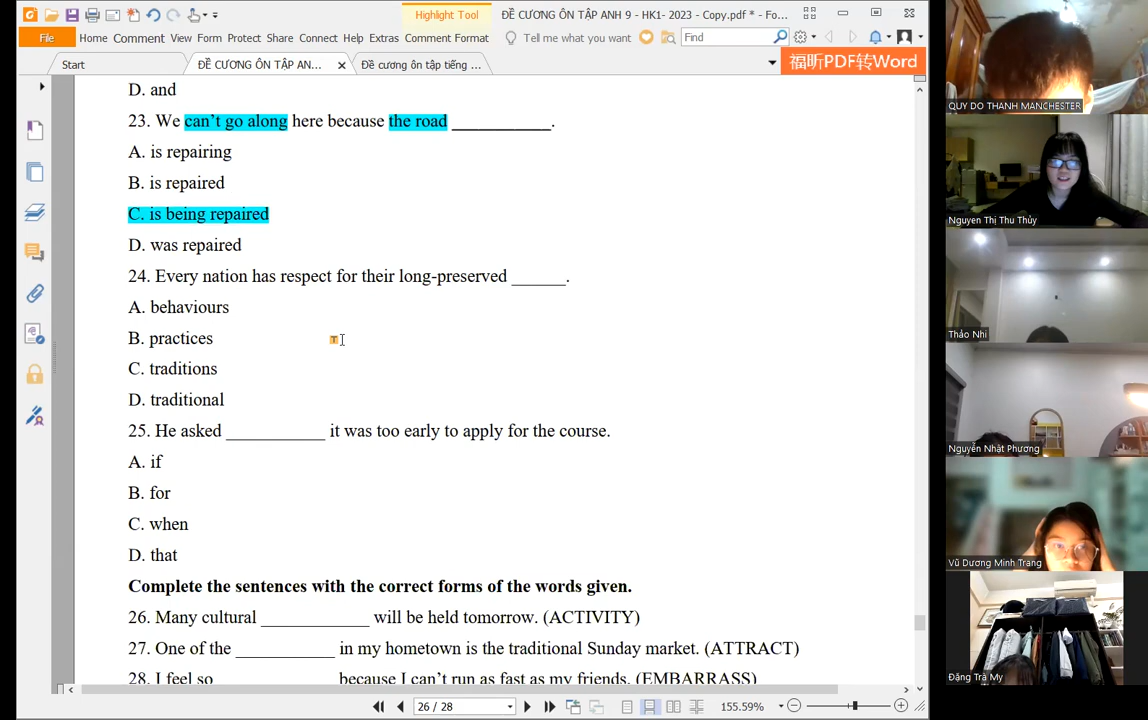 Highlight Tool
ĐỀ CƯƠNG ÔN TẬP ANH 9 - HK1- 2023 - Copy.pdf * - Fo...
File Home Comment View Form Protect Share Connect Help Extras Comment Format Tell me what you want Find
Start ĐỀ CƯƠNG ÔN TẬP AN... Đề cương ôn tập tiếng ... 福昕PDF转Word
D. and
23. We can't go along here because the road ___________.
A. is repairing
B. is repaired
C. is being repaired
D. was repaired
24. Every nation has respect for their long-preserved ______.
A. behaviours
B. practices
C. traditions
D. traditional
25. He asked ___________ it was too early to apply for the course.
A. if
B. for
C. when
D. that
Complete the sentences with the correct forms of the words given.
26. Many cultural ____________ will be held tomorrow. (ACTIVITY)
27. One of the ___________ in my hometown is the traditional Sunday market. (ATTRACT)
28. I feel so ______________ because I can't run as fast as my friends. (EMBARRASS)
26 / 28 155.59%
QUY DO THANH MANCHESTER
Nguyen Thị Thu Thủy
Thảo Nhi
Nguyễn Nhật Phương
Vũ Dương Minh Trang
Đặng Trà My